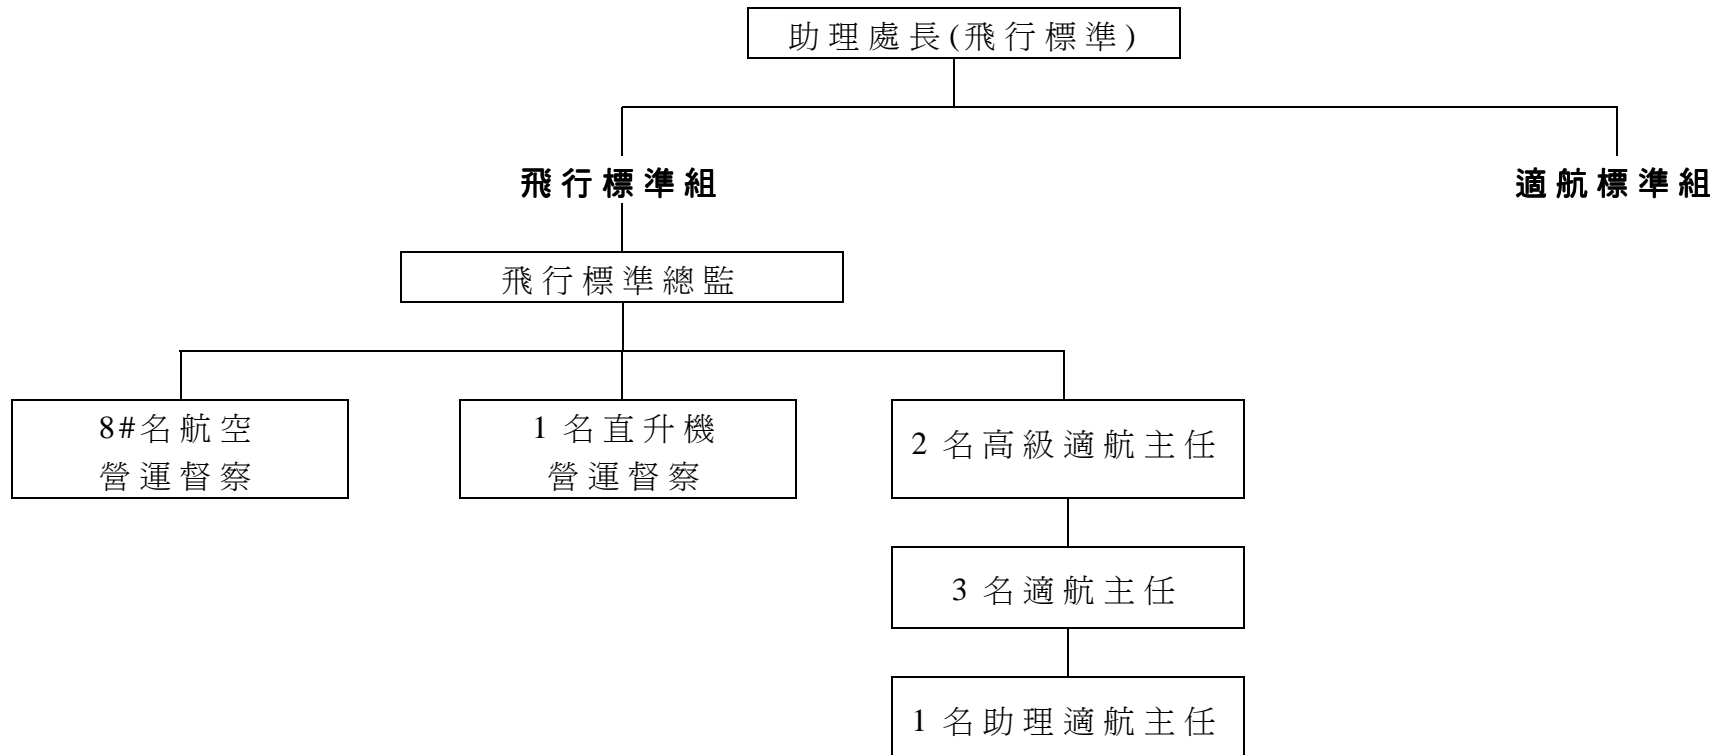 助理處長(飛行標準)
飛行標準組
適航標準組
飛行標準總監
8#名航空
營運督察
1 名直升機
營運督察
2 名高級適航主任
3 名適航主任
1 名助理適航主任